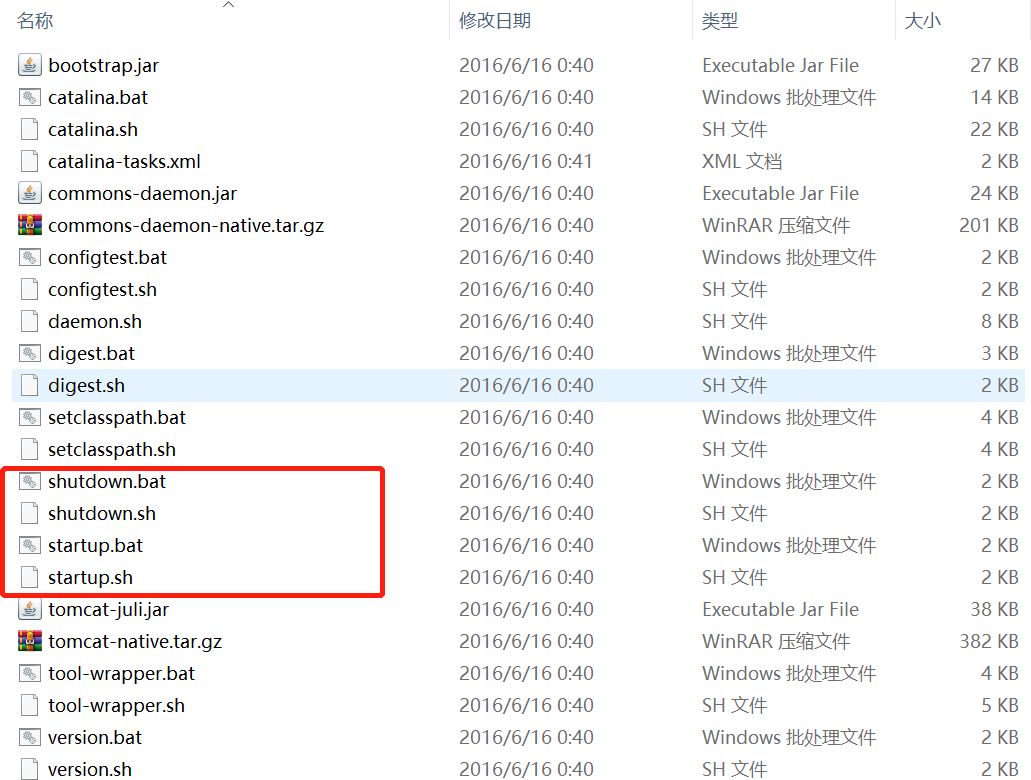 名称 修改日期 类型 大小
bootstrap.jar 2016/6/16 0:40 Executable Jar File 27 KB
catalina.bat 2016/6/16 0:40 Windows 批处理文件 14 KB
catalina.sh 2016/6/16 0:40 SH 文件 22 KB
catalina-tasks.xml 2016/6/16 0:41 XML 文档 2 KB
commons-daemon.jar 2016/6/16 0:40 Executable Jar File 24 KB
commons-daemon-native.tar.gz 2016/6/16 0:40 WinRAR 压缩文件 201 KB
configtest.bat 2016/6/16 0:40 Windows 批处理文件 2 KB
configtest.sh 2016/6/16 0:40 SH 文件 2 KB
daemon.sh 2016/6/16 0:40 SH 文件 8 KB
digest.bat 2016/6/16 0:40 Windows 批处理文件 3 KB
digest.sh 2016/6/16 0:40 SH 文件 2 KB
setclasspath.bat 2016/6/16 0:40 Windows 批处理文件 4 KB
setclasspath.sh 2016/6/16 0:40 SH 文件 4 KB
shutdown.bat 2016/6/16 0:40 Windows 批处理文件 2 KB
shutdown.sh 2016/6/16 0:40 SH 文件 2 KB
startup.bat 2016/6/16 0:40 Windows 批处理文件 2 KB
startup.sh 2016/6/16 0:40 SH 文件 2 KB
tomcat-juli.jar 2016/6/16 0:40 Executable Jar File 38 KB
tomcat-native.tar.gz 2016/6/16 0:40 WinRAR 压缩文件 382 KB
tool-wrapper.bat 2016/6/16 0:40 Windows 批处理文件 4 KB
tool-wrapper.sh 2016/6/16 0:40 SH 文件 5 KB
version.bat 2016/6/16 0:40 Windows 批处理文件 2 KB
version.sh 2016/6/16 0:40 SH 文件 2 KB